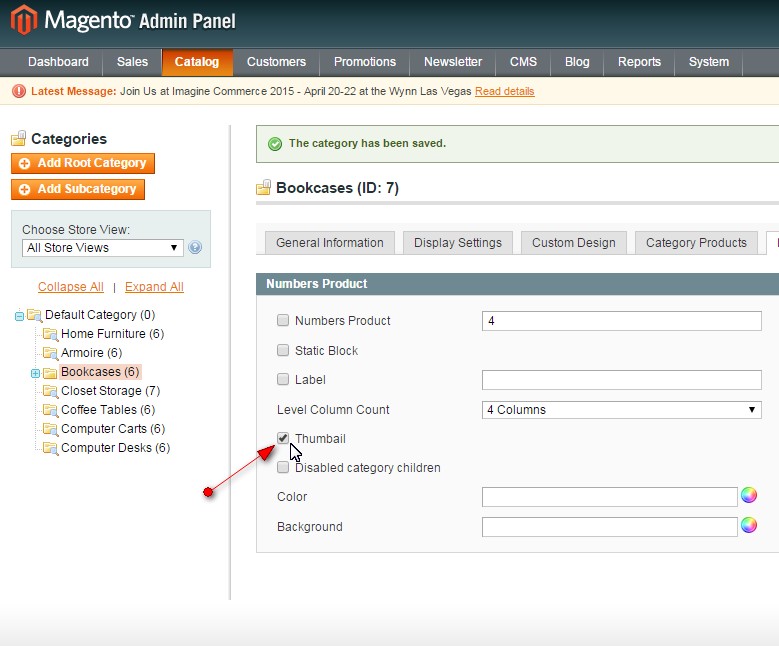 Magento Admin Panel
Dashboard Sales Catalog Customers Promotions Newsletter CMS Blog Reports System
Latest Message: Join Us at Imagine Commerce 2015 - April 20-22 at the Wynn Las Vegas Read details
Categories
Add Root Category
Add Subcategory
Choose Store View:
All Store Views
Collapse All | Expand All
Default Category (0)
Home Furniture (6)
Armoire (6)
Bookcases (6)
Closet Storage (7)
Coffee Tables (6)
Computer Carts (6)
Computer Desks (6)
The category has been saved.
Bookcases (ID: 7)
General Information Display Settings Custom Design Category Products
Numbers Product
Numbers Product 4
Static Block
Label
Level Column Count 4 Columns
Thumbail
Disabled category children
Color
Background